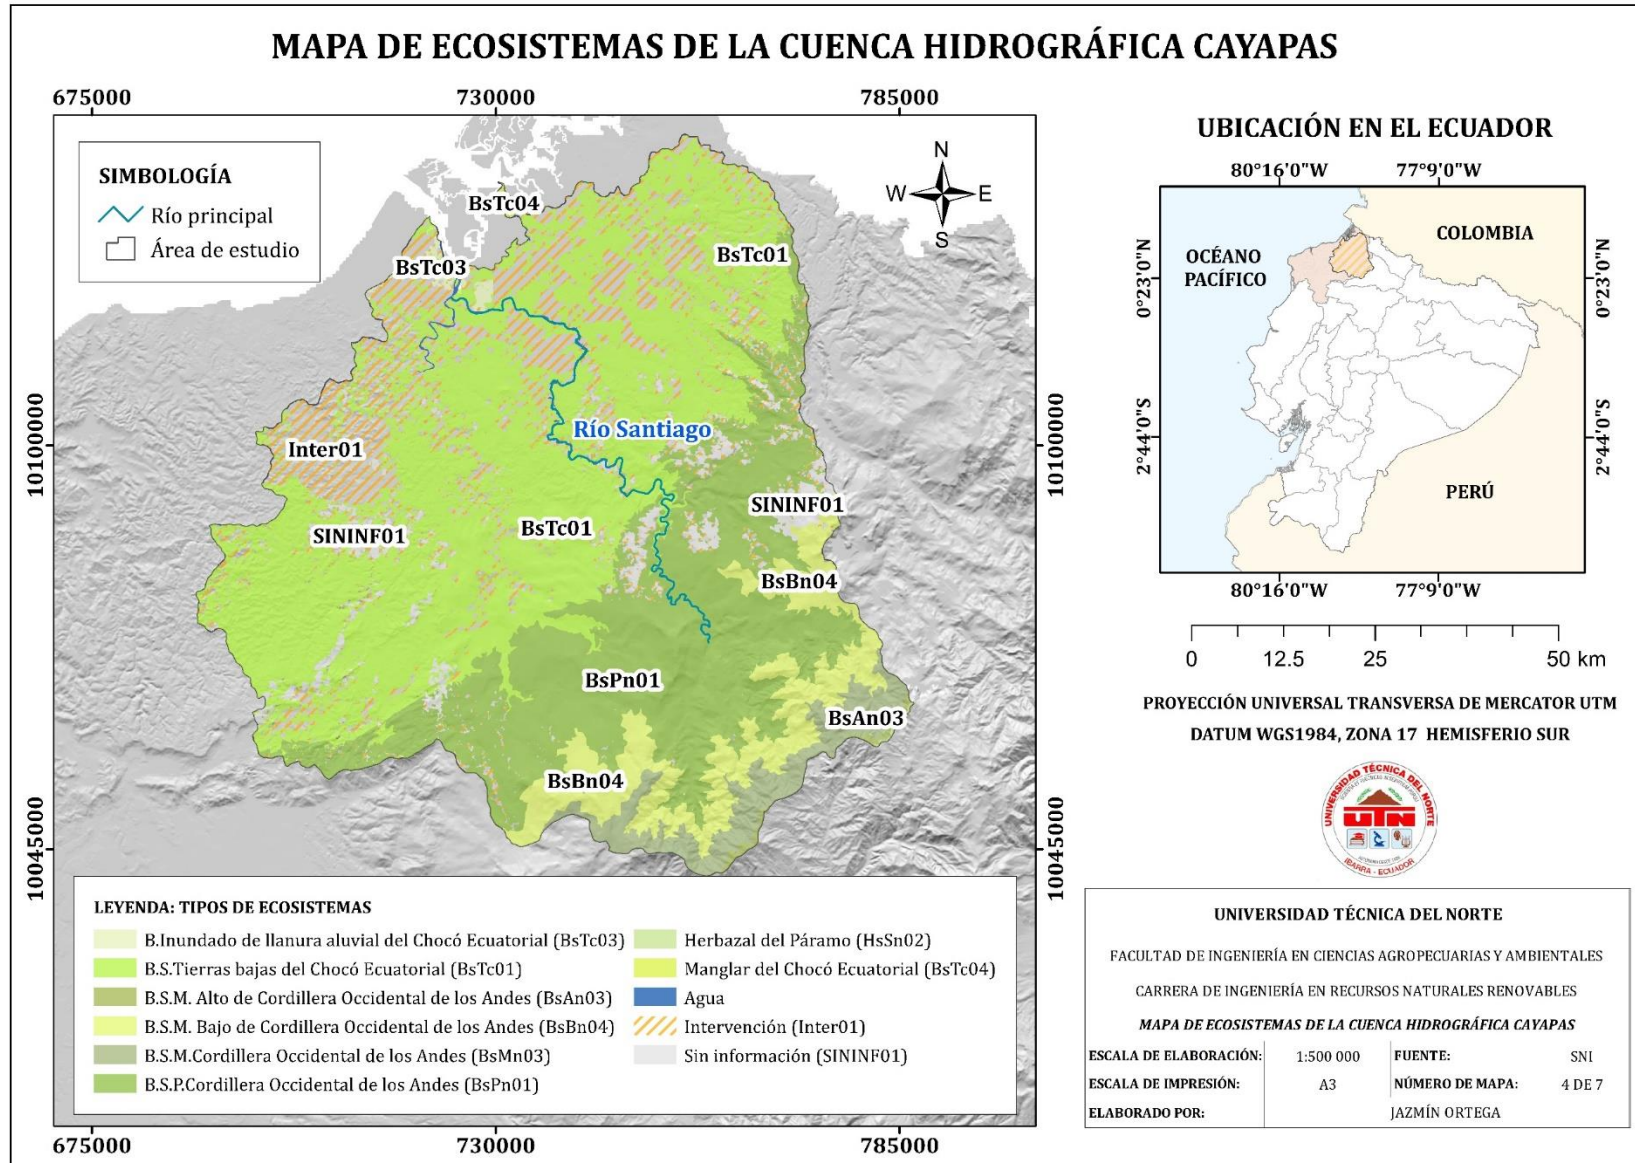 MAPA DE ECOSISTEMAS DE LA CUENCA HIDROGRÁFICA CAYAPAS
675000
730000
785000
SIMBOLOGÍA
Río principal
Área de estudio
N
W
E
S
BsTc04
BsTc03
BsTc01
Río Santiago
Inter01
SININF01
SININF01
BsTc01
BsBn04
BsPn01
BsAn03
BsBn04
10100000
10100000
10045000
10045000
LEYENDA: TIPOS DE ECOSISTEMAS
B.Inundado de llanura aluvial del Chocó Ecuatorial (BsTc03)
B.S.Tierras bajas del Chocó Ecuatorial (BsTc01)
B.S.M. Alto de Cordillera Occidental de los Andes (BsAn03)
B.S.M. Bajo de Cordillera Occidental de los Andes (BsBn04)
B.S.M.Cordillera Occidental de los Andes (BsMn03)
B.S.P.Cordillera Occidental de los Andes (BsPn01)
Herbazal del Páramo (HsSn02)
Manglar del Chocó Ecuatorial (BsTc04)
Agua
Intervención (Inter01)
Sin información (SININF01)
675000
730000
785000
UBICACIÓN EN EL ECUADOR
80°16'0"W
77°9'0"W
OCÉANO
PACÍFICO
COLOMBIA
PERÚ
0°23'0"N
0°23'0"N
2°44'0"S
2°44'0"S
80°16'0"W
77°9'0"W
0
12.5
25
50 km
PROYECCIÓN UNIVERSAL TRANSVERSA DE MERCATOR UTM
DATUM WGS1984, ZONA 17 HEMISFERIO SUR
UNIVERSIDAD TÉCNICA DEL NORTE
UTN
IBARRA - ECUADOR
UNIVERSIDAD TÉCNICA DEL NORTE
FACULTAD DE INGENIERÍA EN CIENCIAS AGROPECUARIAS Y AMBIENTALES
CARRERA DE INGENIERÍA EN RECURSOS NATURALES RENOVABLES
MAPA DE ECOSISTEMAS DE LA CUENCA HIDROGRÁFICA CAYAPAS
ESCALA DE ELABORACIÓN: 1:500 000 FUENTE: SNI
ESCALA DE IMPRESIÓN: A3 NÚMERO DE MAPA: 4 DE 7
ELABORADO POR: JAZMÍN ORTEGA